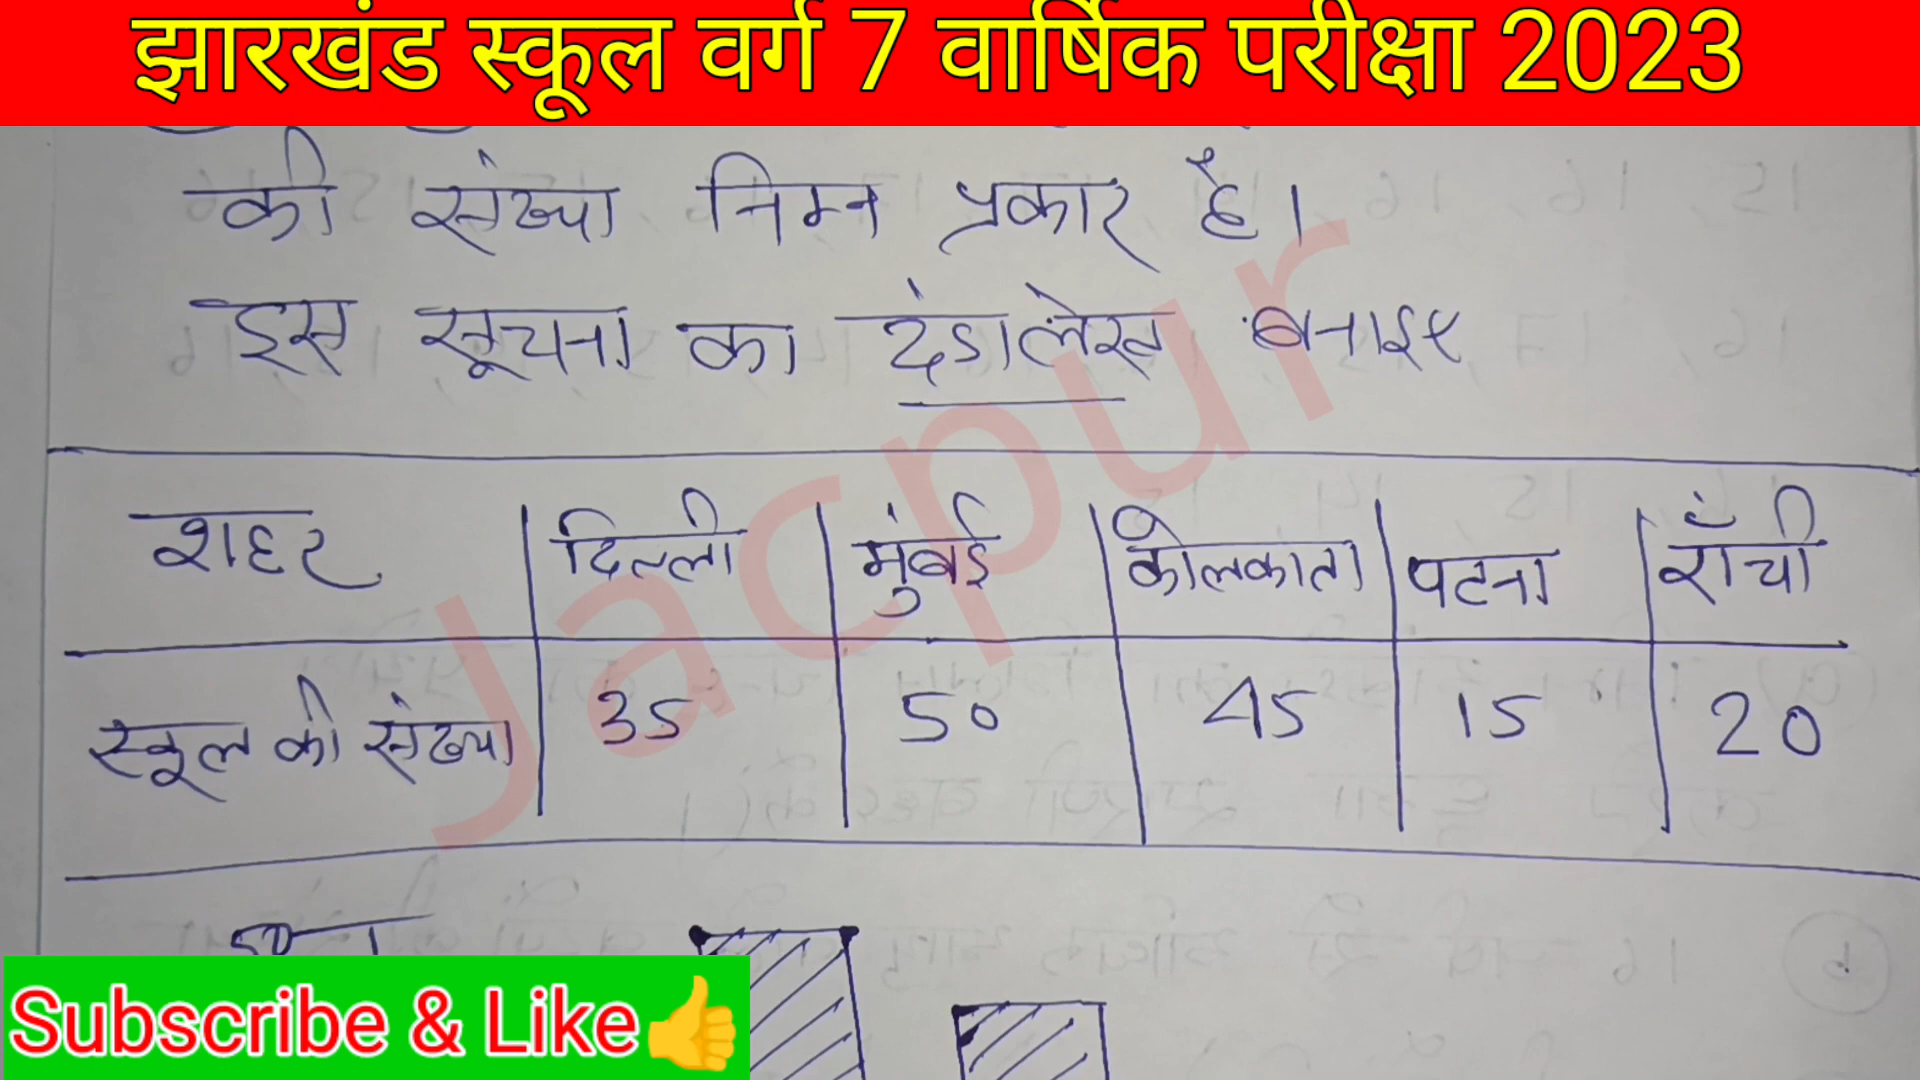 झारखंड स्कूल वर्ग 7 वार्षिक परीक्षा 2023
की संख्या निम्न प्रकार है।
इस सूचना का दंडालेख बनाइए
शहर दिल्ली मुंबई कोलकाता पटना राँची
स्कूल की संख्या 35 50 45 15 20
Jacpur
Subscribe & Like